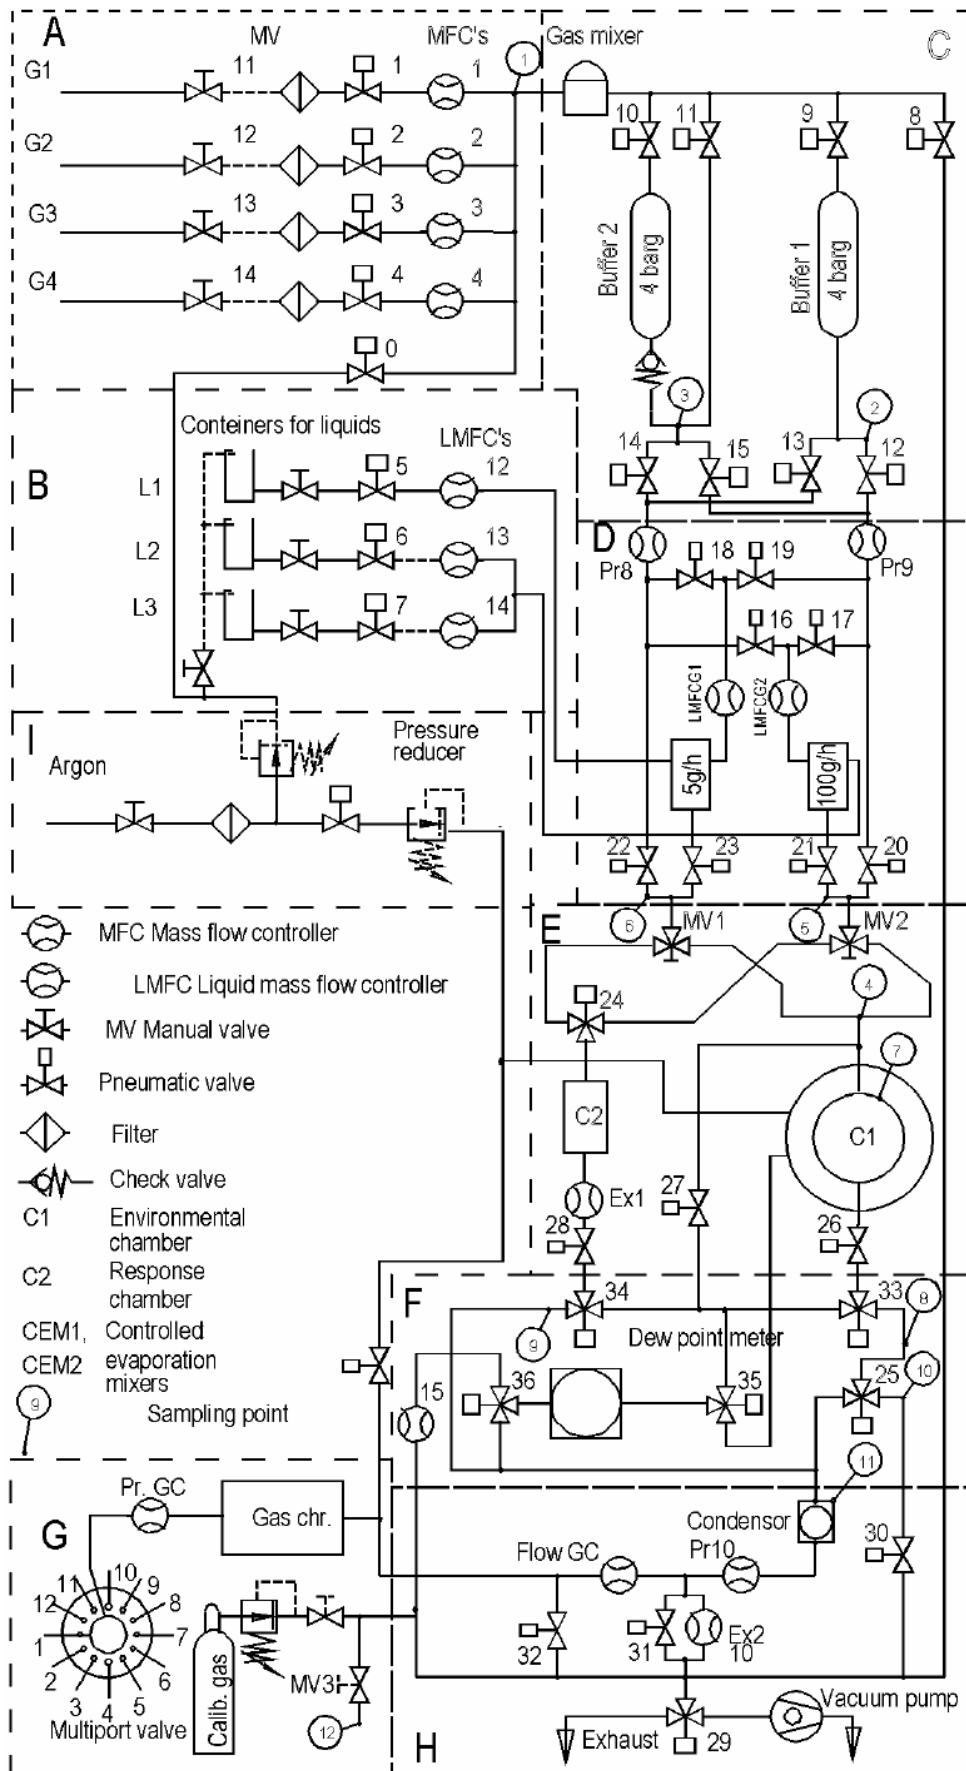 A MV MFC's Gas mixer C
G1 11 1 1 1
10 11 9 8
G2 12 2 2
G3 13 3 3
Buffer 2 4 barg Buffer 1 4 barg
G4 14 4 4
0
3 2
Conteiners for liquids
LMFC's
14 15 13 12
B L1 5 12
L2 6 13
D Pr8 18 19 Pr9
L3 7 14
16 17
LMFCG1 LMFCG2
I Pressure
reducer
Argon
5g/h 100g/h
22 23 21 20
6 MV1 5 MV2
MFC Mass flow controller
E
LMFC Liquid mass flow controller
24 4
MV Manual valve
7
Pneumatic valve
C2 C1
Filter
Check valve
27
Ex1
C1 Environmental
chamber
28 26
C2 Response
chamber
F 34 33 8
CEM1, Controlled
CEM2 evaporation
mixers
9 Dew point meter
9 Sampling point
15 36 35 25 10
11
Pr. GC
G Gas chr.
Condensor
Flow GC Pr10 30
11 10 9
12 8
1 7
2 6
3 4 5
Multiport valve
Calib. gas
32 31 Ex2
10
MV3
12
Vacuum pump
Exhaust 29
H